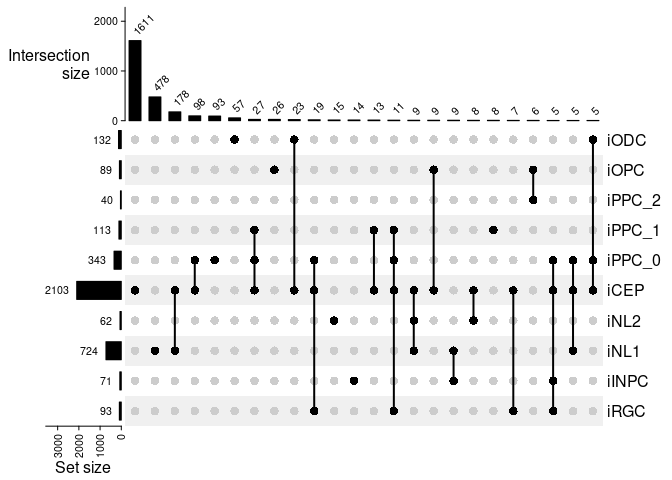 2000
1000
0
Intersection
size
1611
478
178
98
93
57
27
26
23
19
15
14
13
11
9
9
9
8
8
7
6
5
5
5
132 iODC
89 iOPC
40 iPPC_2
113 iPPC_1
343 iPPC_0
2103 iCEP
62 iNL2
724 iNL1
71 iINPC
93 iRGC
3000
2000
1000
0
Set size